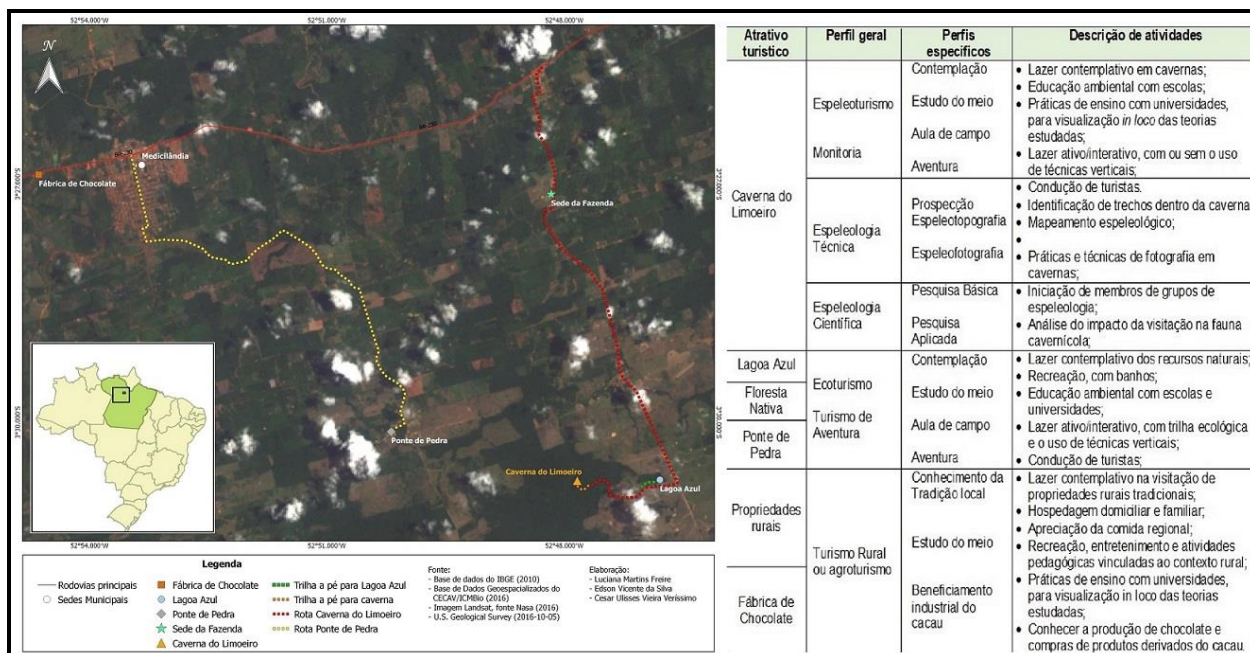 52°54.000'W
52°51.000'W
52°48.000'W
N
BR-230
Medicilândia
Fábrica de Chocolate
3°27.000'S
3°27.000'S
Sede da Fazenda
3°30.000'S
3°30.000'S
Ponte de Pedra
Caverna do Limoeiro
Lagoa Azul
52°54.000'W
52°51.000'W
52°48.000'W
Legenda
Rodovias principais
Sedes Municipais
Fábrica de Chocolate
Lagoa Azul
Ponte de Pedra
Sede da Fazenda
Caverna do Limoeiro
Trilha a pé para Lagoa Azul
Trilha a pé para caverna
Rota Caverna do Limoeiro
Rota Ponte de Pedra
Fonte:
- Base de dados do IBGE (2010)
- Base de Dados Geoespacializados do
CECAV/ICMBio (2016)
- Imagem Landsat, fonte Nasa (2016)
- U.S. Geological Survey (2016-10-05)
Elaboração:
- Luciana Martins Freire
- Edson Vicente da Silva
- Cesar Ulisses Vieira Veríssimo
Atrativo
turístico
Perfil geral
Perfis
específicos
Descrição de atividades
Caverna do
Limoeiro
Espeleoturismo
Monitoria
Contemplação
Estudo do meio
Aula de campo
Aventura
• Lazer contemplativo em cavernas;
• Educação ambiental com escolas;
• Práticas de ensino com universidades,
para visualização in loco das teorias
estudadas;
• Lazer ativo/interativo, com ou sem o uso
de técnicas verticais;
• Condução de turistas.
Espeleologia
Técnica
Prospecção
Espeleotopografia
Espeleofotografia
• Identificação de trechos dentro da caverna
• Mapeamento espeleológico;
•
• Práticas e técnicas de fotografia em
cavernas;
Espeleologia
Científica
Pesquisa Básica
Pesquisa
Aplicada
• Iniciação de membros de grupos de
espeleologia;
• Análise do impacto da visitação na fauna
cavernícola;
Lagoa Azul
Floresta
Nativa
Ponte de
Pedra
Ecoturismo
Turismo de
Aventura
Contemplação
Estudo do meio
Aula de campo
Aventura
• Lazer contemplativo dos recursos naturais;
• Recreação, com banhos;
• Educação ambiental com escolas e
universidades;
• Lazer ativo/interativo, com trilha ecológica
e o uso de técnicas verticais;
• Condução de turistas;
Propriedades
rurais
Fábrica de
Chocolate
Turismo Rural
ou agroturismo
Conhecimento da
Tradição local
Estudo do meio
Beneficiamento
industrial do
cacau
• Lazer contemplativo na visitação de
propriedades rurais tradicionais;
• Hospedagem domiciliar e familiar;
• Apreciação da comida regional;
• Recreação, entretenimento e atividades
pedagógicas vinculadas ao contexto rural;
• Práticas de ensino com universidades,
para visualização in loco das teorias
estudadas;
• Conhecer a produção de chocolate e
compras de produtos derivados do cacau.